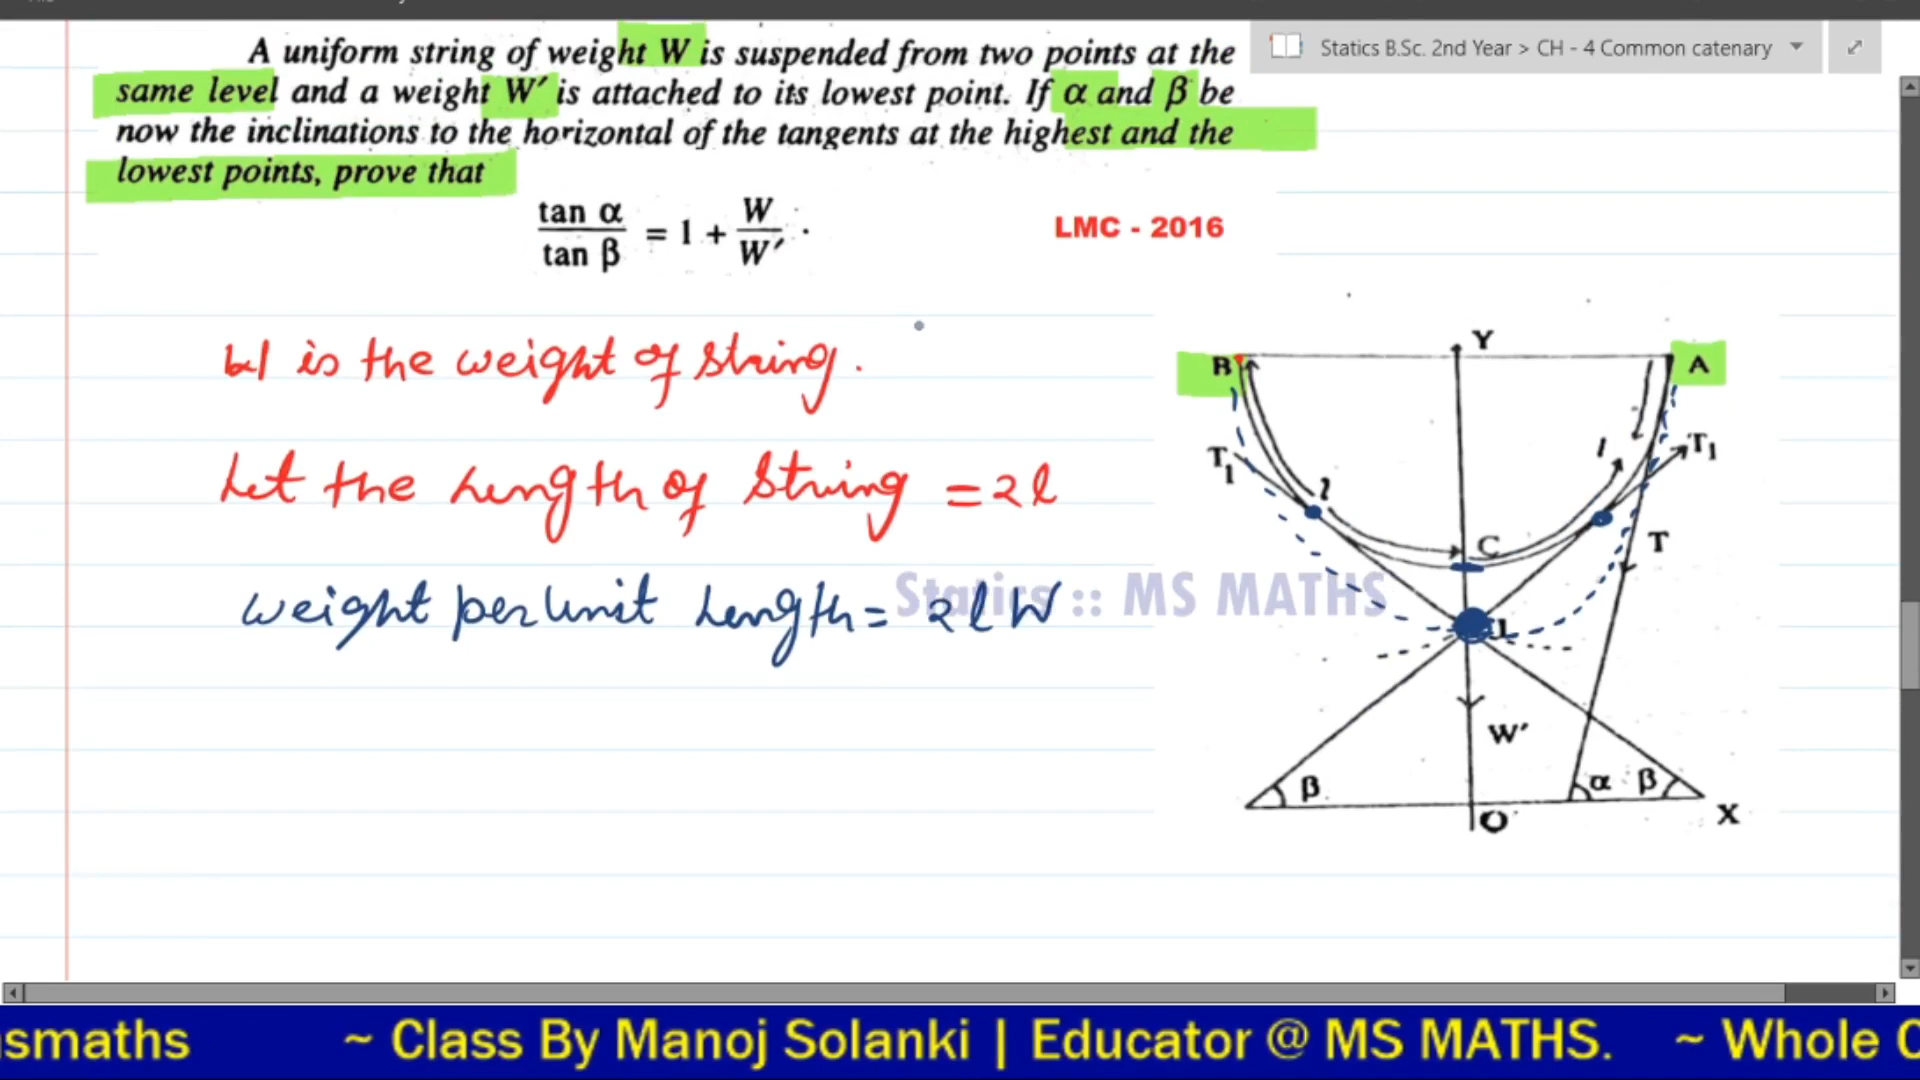 A uniform string of weight W is suspended from two points at the
same level and a weight W′ is attached to its lowest point. If α and β be
now the inclinations to the horizontal of the tangents at the highest and the
lowest points, prove that
tan α / tan β = 1 + W / W′ .
LMC - 2016
Statics B.Sc. 2nd Year > CH - 4 Common catenary
W is the weight of string.
Let the Length of String = 2l
weight per unit Length = 2lW
Statics :: MS MATHS
Y
B
A
T1
T1
l
l
C
T
W′
β
α
β
O
X
asmaths ~ Class By Manoj Solanki | Educator @ MS MATHS. ~ Whole